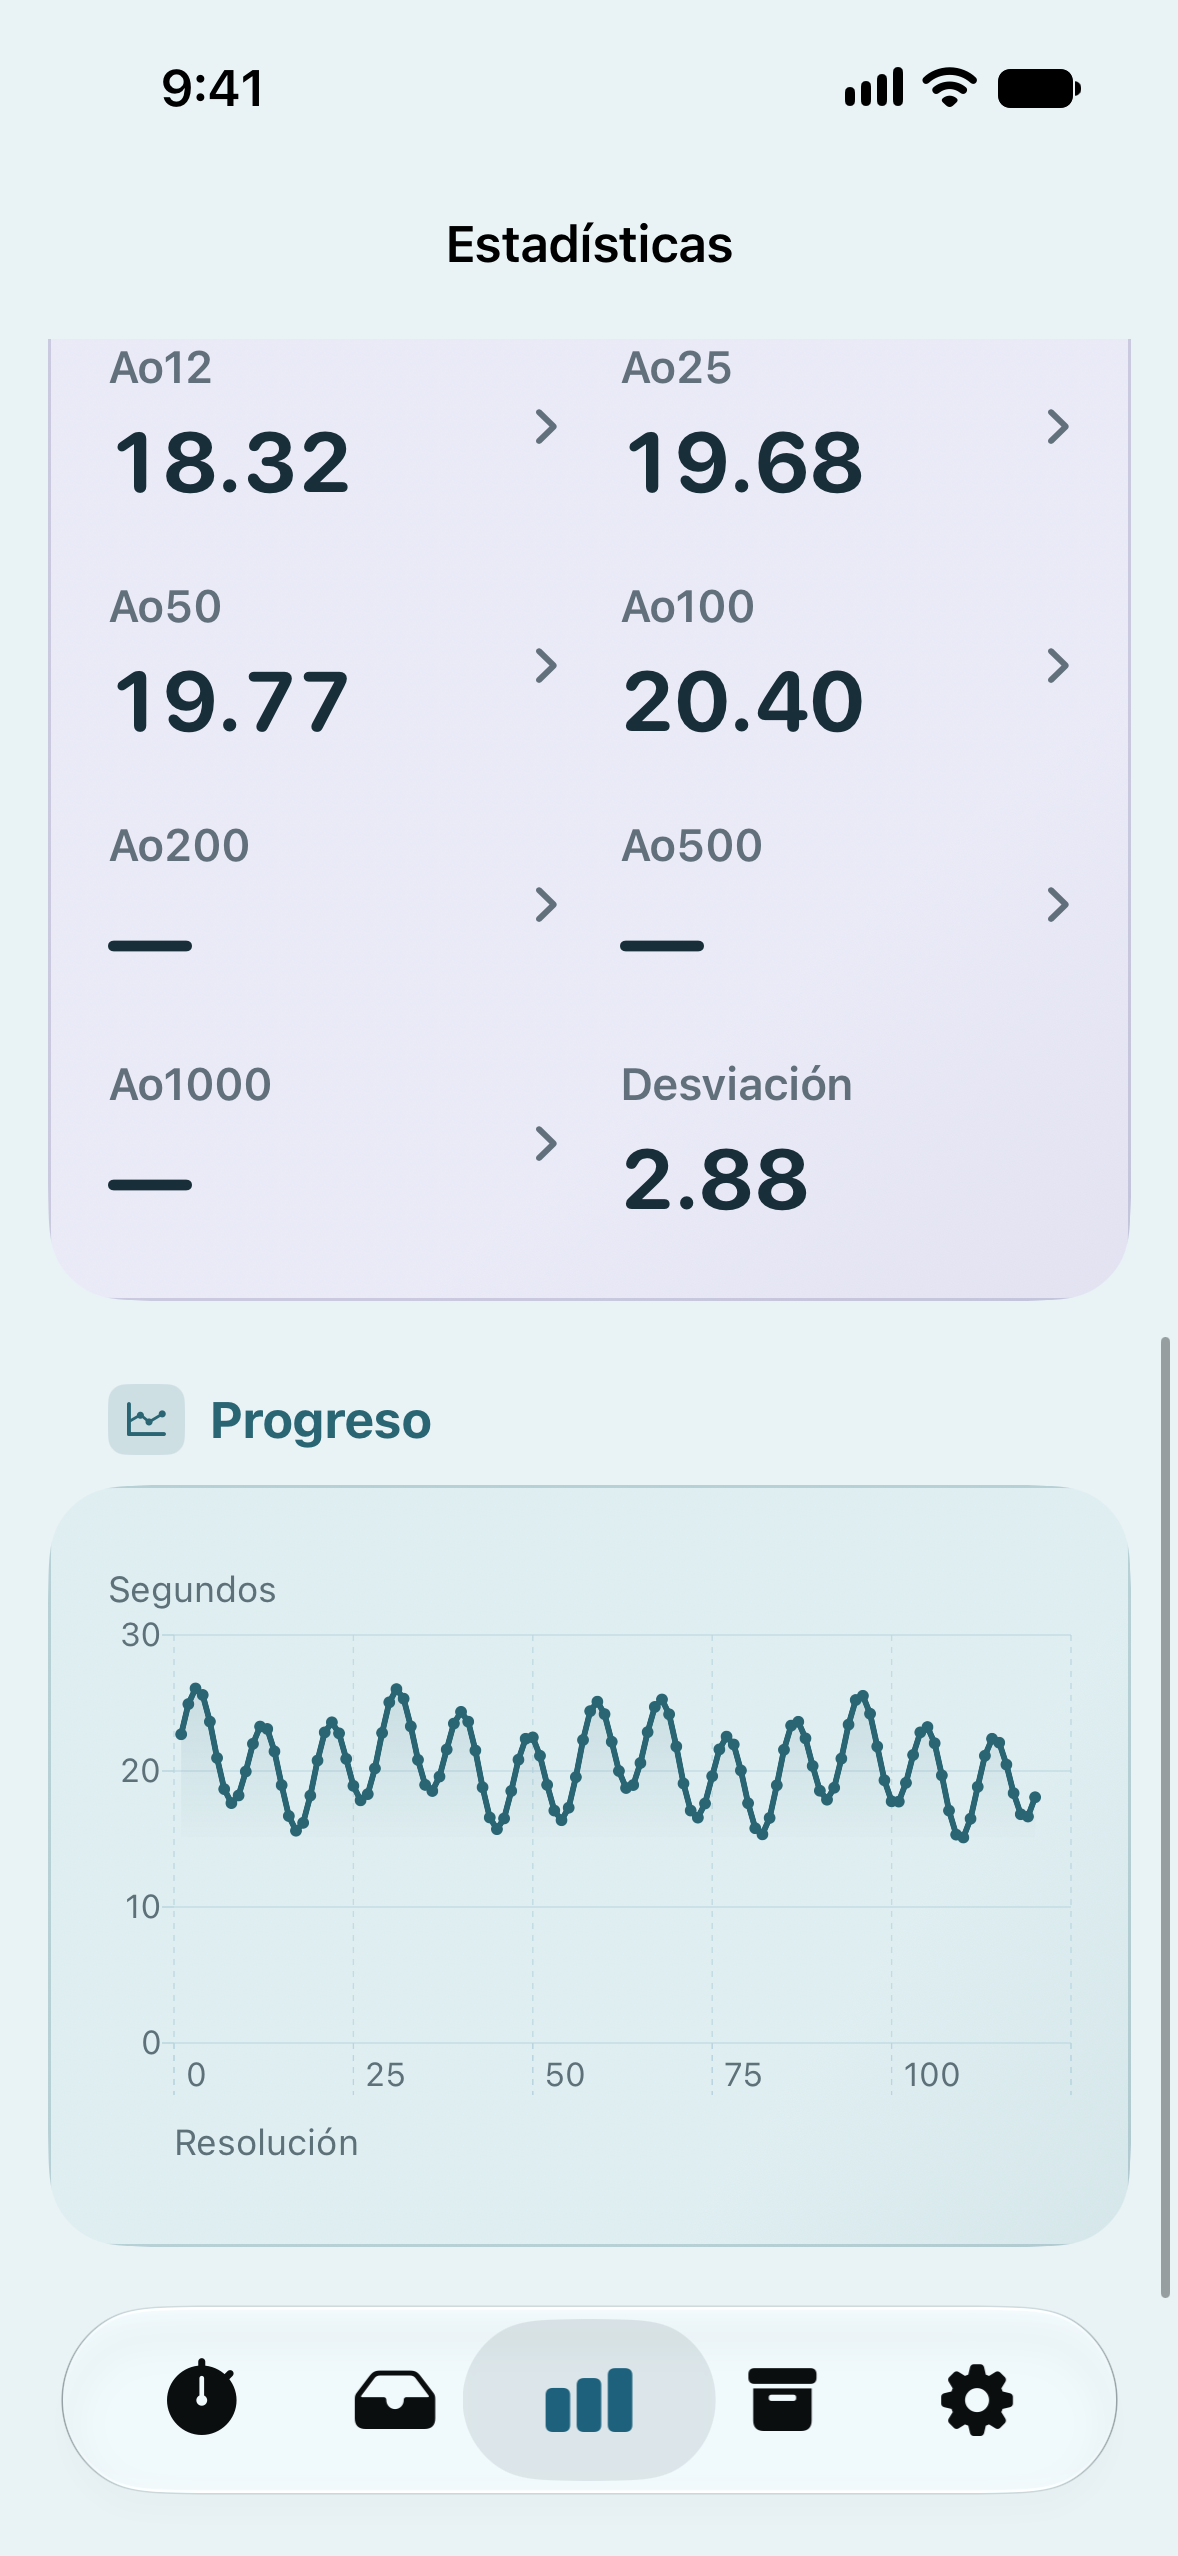 9:41
Estadísticas
Ao12 Ao25
18.32 19.68
Ao50 Ao100
19.77 20.40
Ao200 Ao500
— —
Ao1000 Desviación
— 2.88
Progreso
Segundos
30
20
10
0
0 25 50 75 100
Resolución